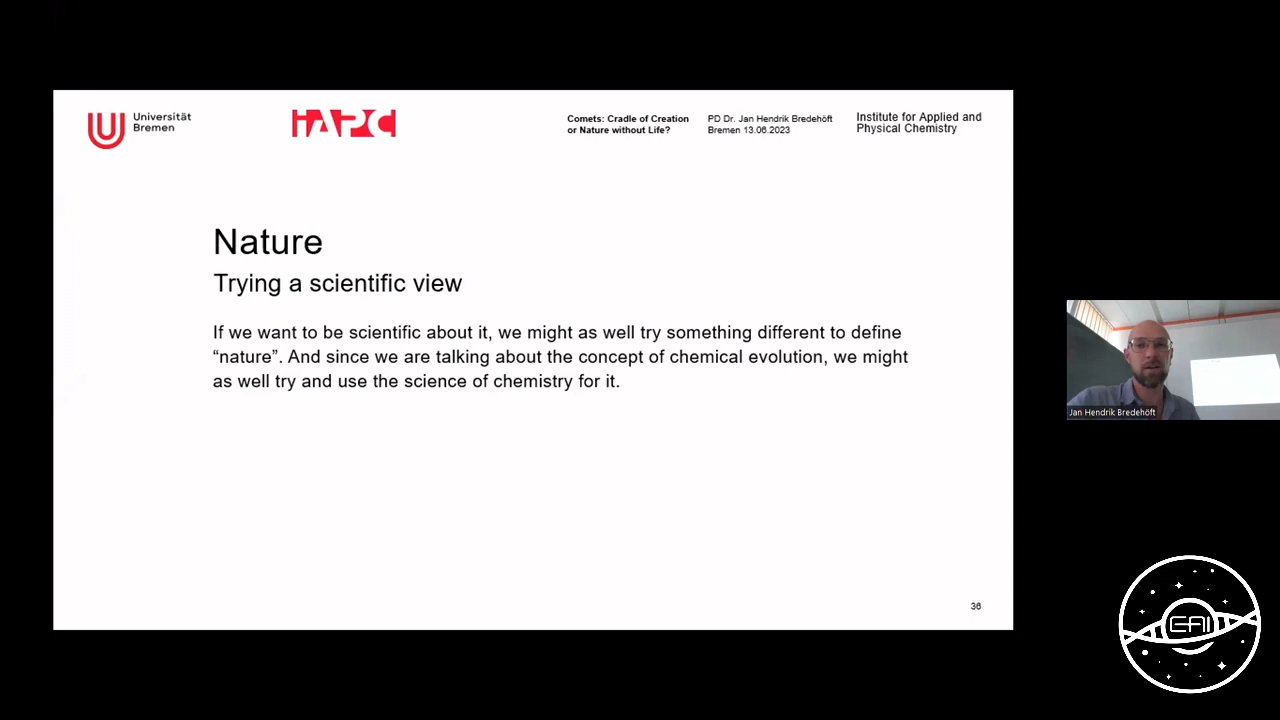 Universität
Bremen
iAPC
Comets: Cradle of Creation
or Nature without Life?
PD Dr. Jan Hendrik Bredehöft
Bremen 13.06.2023
Institute for Applied and
Physical Chemistry
Nature
Trying a scientific view
If we want to be scientific about it, we might as well try something different to define
“nature”. And since we are talking about the concept of chemical evolution, we might
as well try and use the science of chemistry for it.
36
Jan Hendrik Bredehöft
EAI